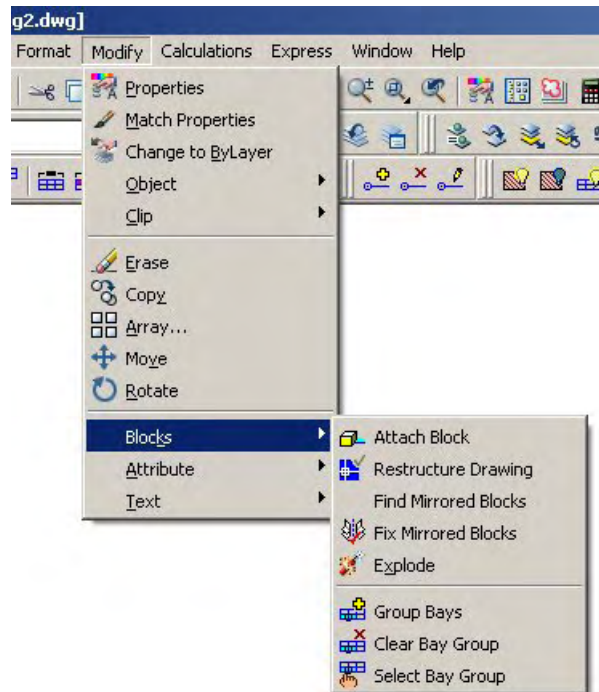 g2.dwg]
Format Modify Calculations Express Window Help
Properties
Match Properties
Change to ByLayer
Object
Clip
Erase
Copy
Array...
Move
Rotate
Blocks
Attribute
Text
Attach Block
Restructure Drawing
Find Mirrored Blocks
Fix Mirrored Blocks
Explode
Group Bays
Clear Bay Group
Select Bay Group